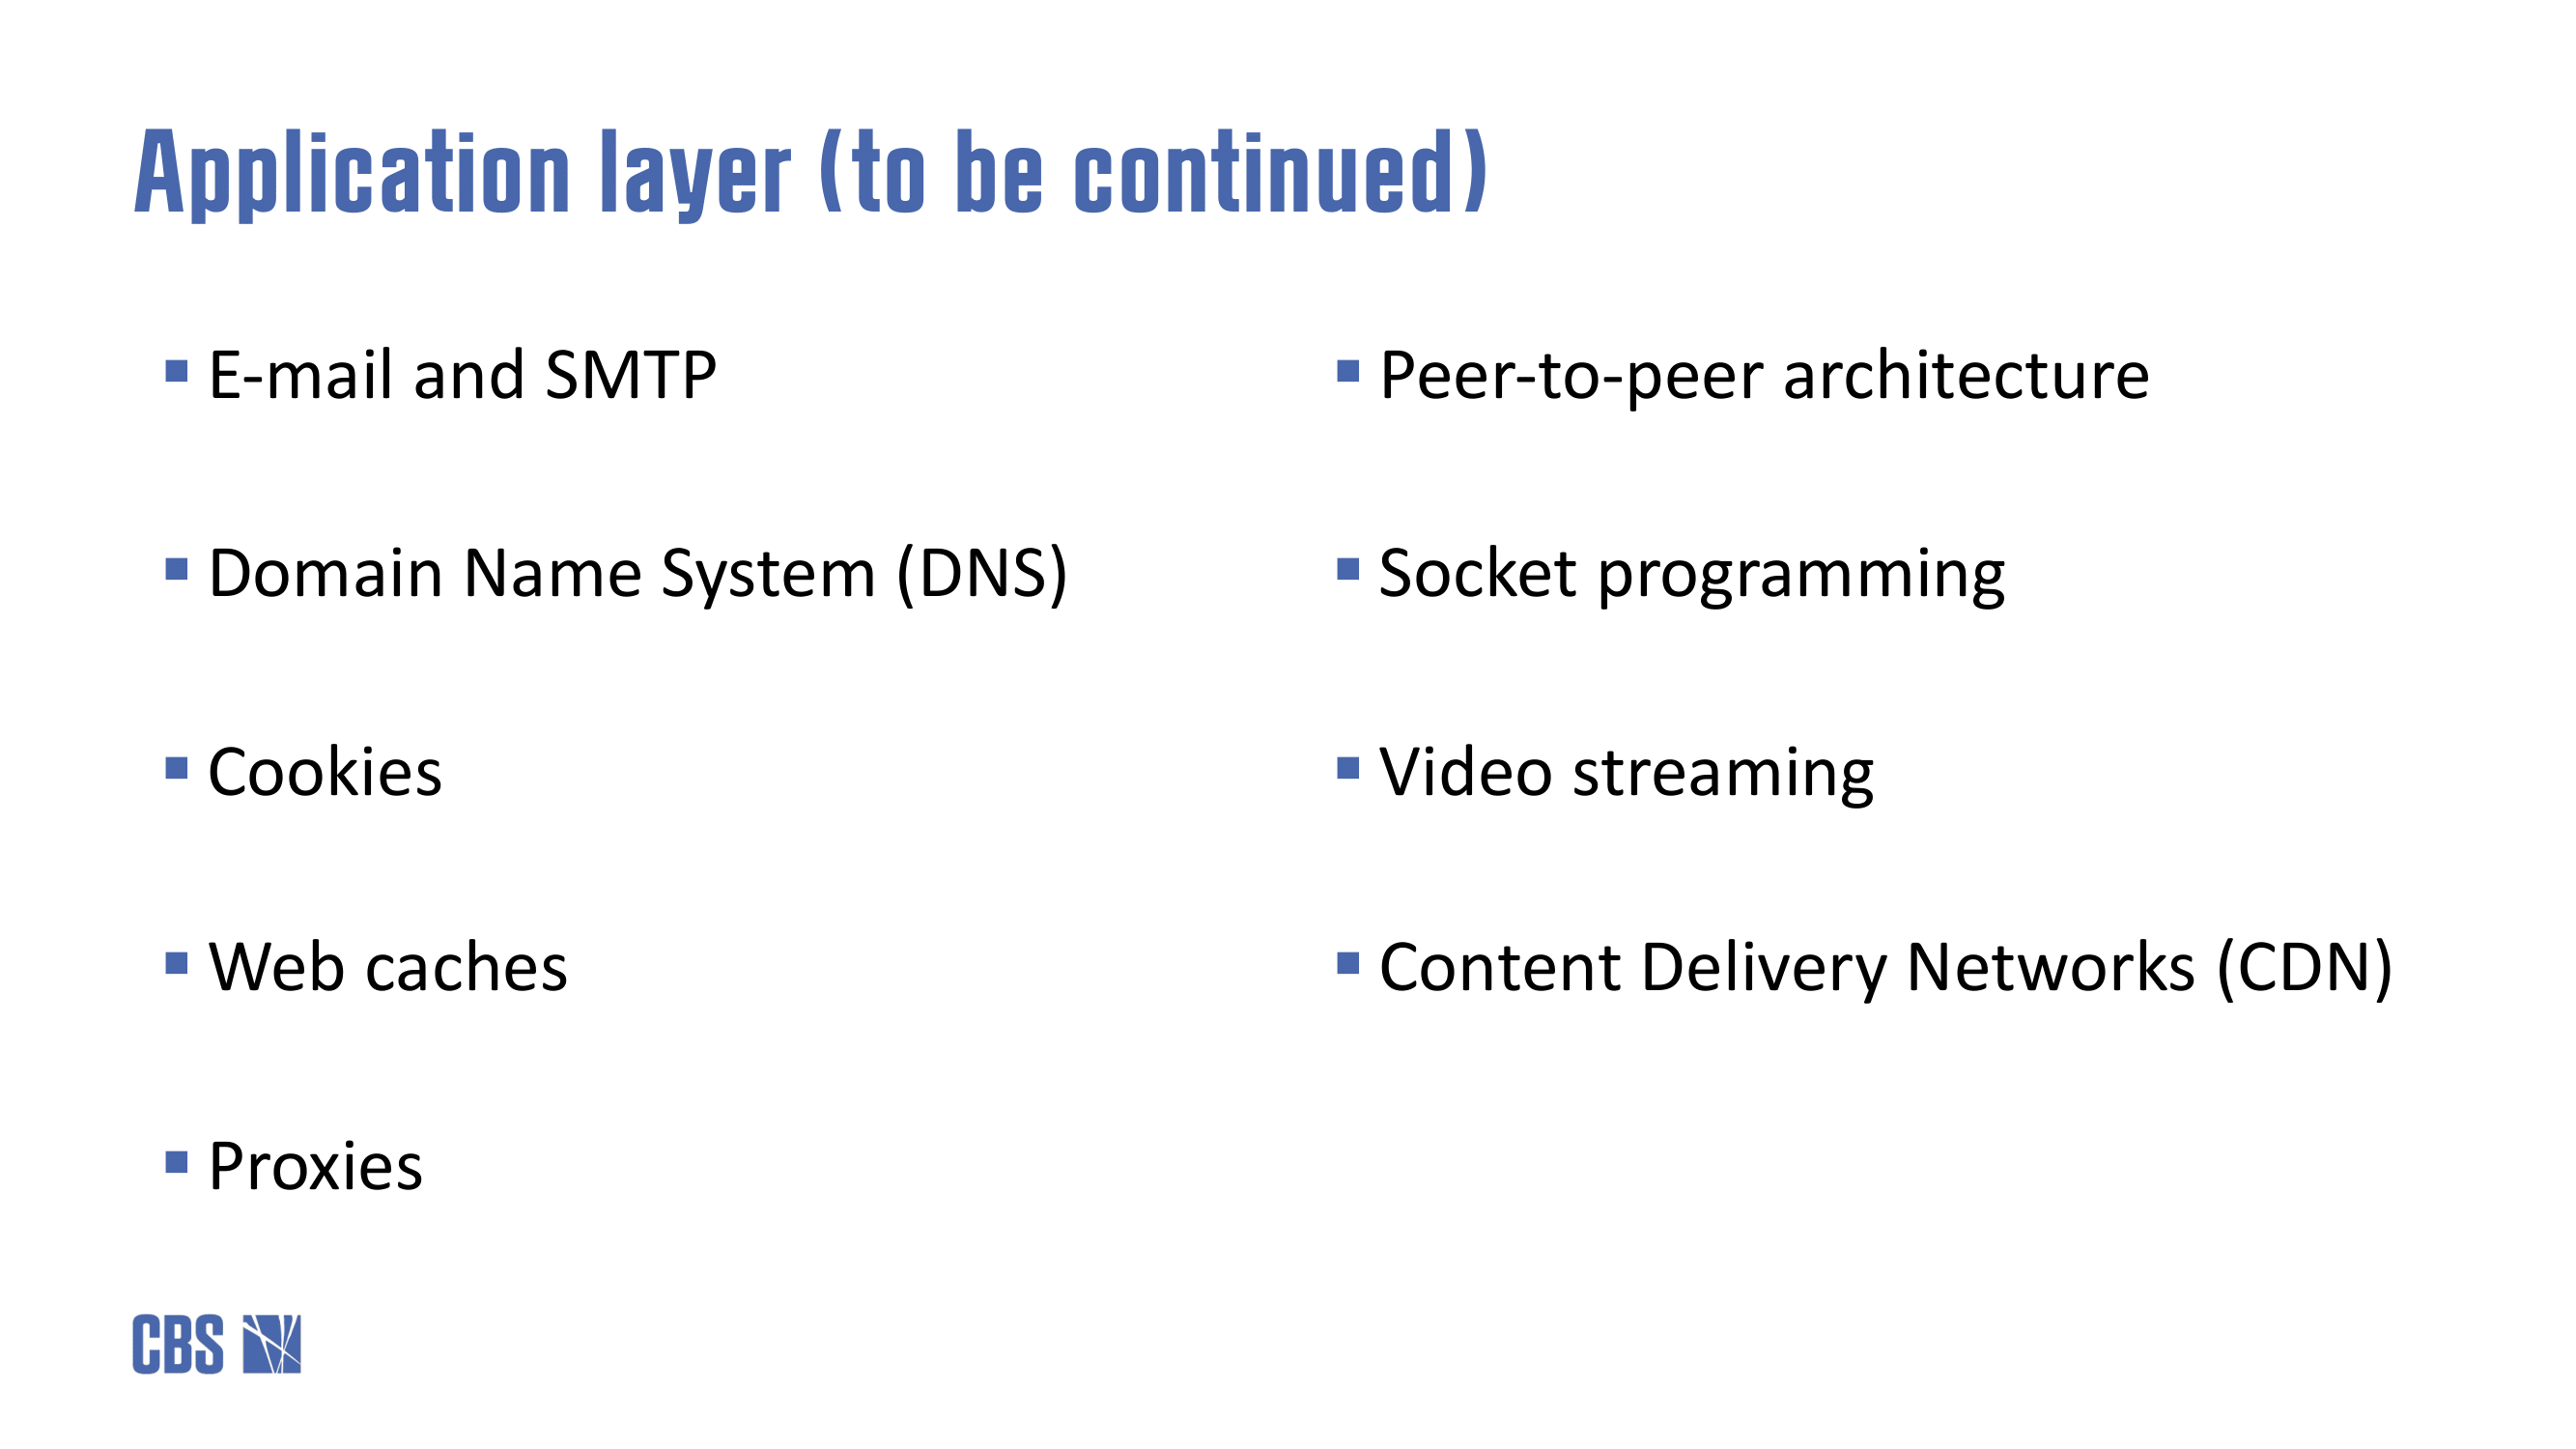 Application layer (to be continued)
E-mail and SMTP
Domain Name System (DNS)
Cookies
Web caches
Proxies
Peer-to-peer architecture
Socket programming
Video streaming
Content Delivery Networks (CDN)
CBS